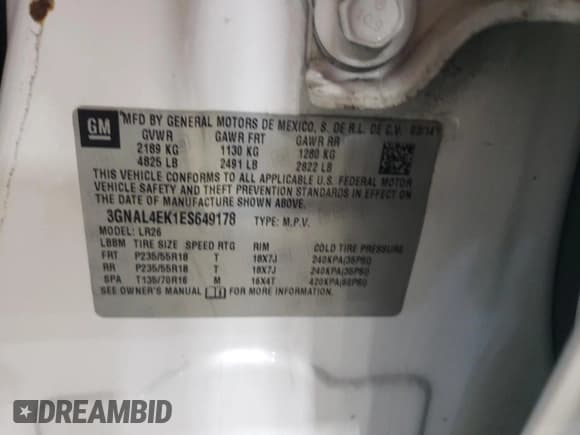 GM
MFD BY GENERAL MOTORS DE MEXICO, S. DE R.L. DE C.V. 03/14
GVWR GAWR FRT GAWR RR
2189 KG 1130 KG 1280 KG
4825 LB 2491 LB 2822 LB
THIS VEHICLE CONFORMS TO ALL APPLICABLE U.S. FEDERAL MOTOR
VEHICLE SAFETY AND THEFT PREVENTION STANDARDS IN EFFECT ON
THE DATE OF MANUFACTURE SHOWN ABOVE.
3GNAL4EK1ES649178 TYPE: M.P.V.
MODEL: LR26
LBBM TIRE SIZE SPEED RTG RIM COLD TIRE PRESSURE
FRT P235/55R18 T 18X7J 240KPA(35PSI)
RR P235/55R18 T 18X7J 240KPA(35PSI)
SPA T135/70R16 M 16X4T 420KPA(60PSI)
SEE OWNER'S MANUAL FOR MORE INFORMATION.
DREAMBID